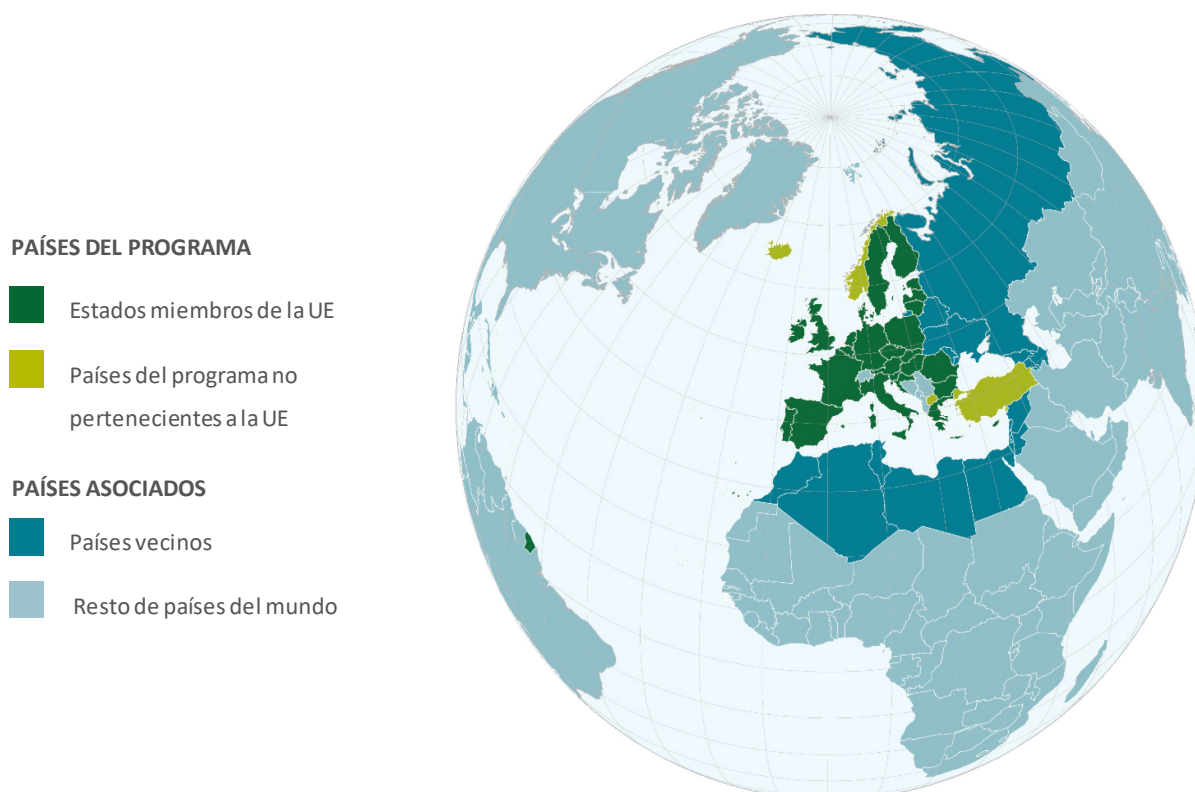 PAÍSES DEL PROGRAMA
Estados miembros de la UE
Países del programa no
pertenecientes a la UE
PAÍSES ASOCIADOS
Países vecinos
Resto de países del mundo